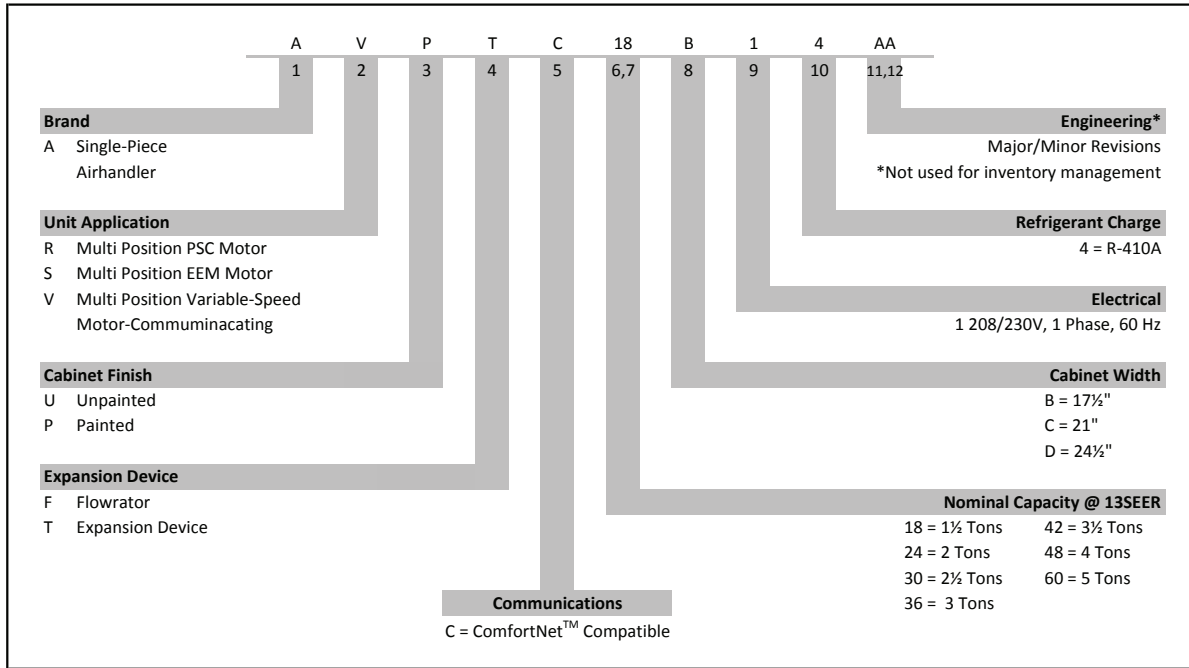 A V P T C 18 B 1 4 AA
1 2 3 4 5 6,7 8 9 10 11,12
Brand
A Single-Piece
Airhandler
Unit Application
R Multi Position PSC Motor
S Multi Position EEM Motor
V Multi Position Variable-Speed
Motor-Commuminacating
Cabinet Finish
U Unpainted
P Painted
Expansion Device
F Flowrator
T Expansion Device
Communications
C = ComfortNet™ Compatible
Engineering*
Major/Minor Revisions
*Not used for inventory management
Refrigerant Charge
4 = R-410A
Electrical
1 208/230V, 1 Phase, 60 Hz
Cabinet Width
B = 17½"
C = 21"
D = 24½"
Nominal Capacity @ 13SEER
18 = 1½ Tons 42 = 3½ Tons
24 = 2 Tons 48 = 4 Tons
30 = 2½ Tons 60 = 5 Tons
36 = 3 Tons